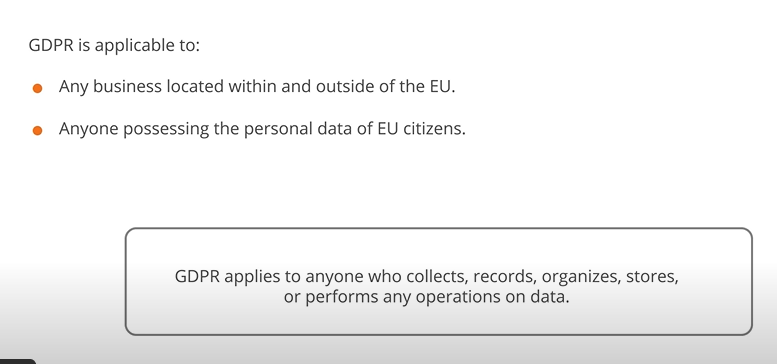 GDPR is applicable to:
Any business located within and outside of the EU.
Anyone possessing the personal data of EU citizens.
GDPR applies to anyone who collects, records, organizes, stores,
or performs any operations on data.